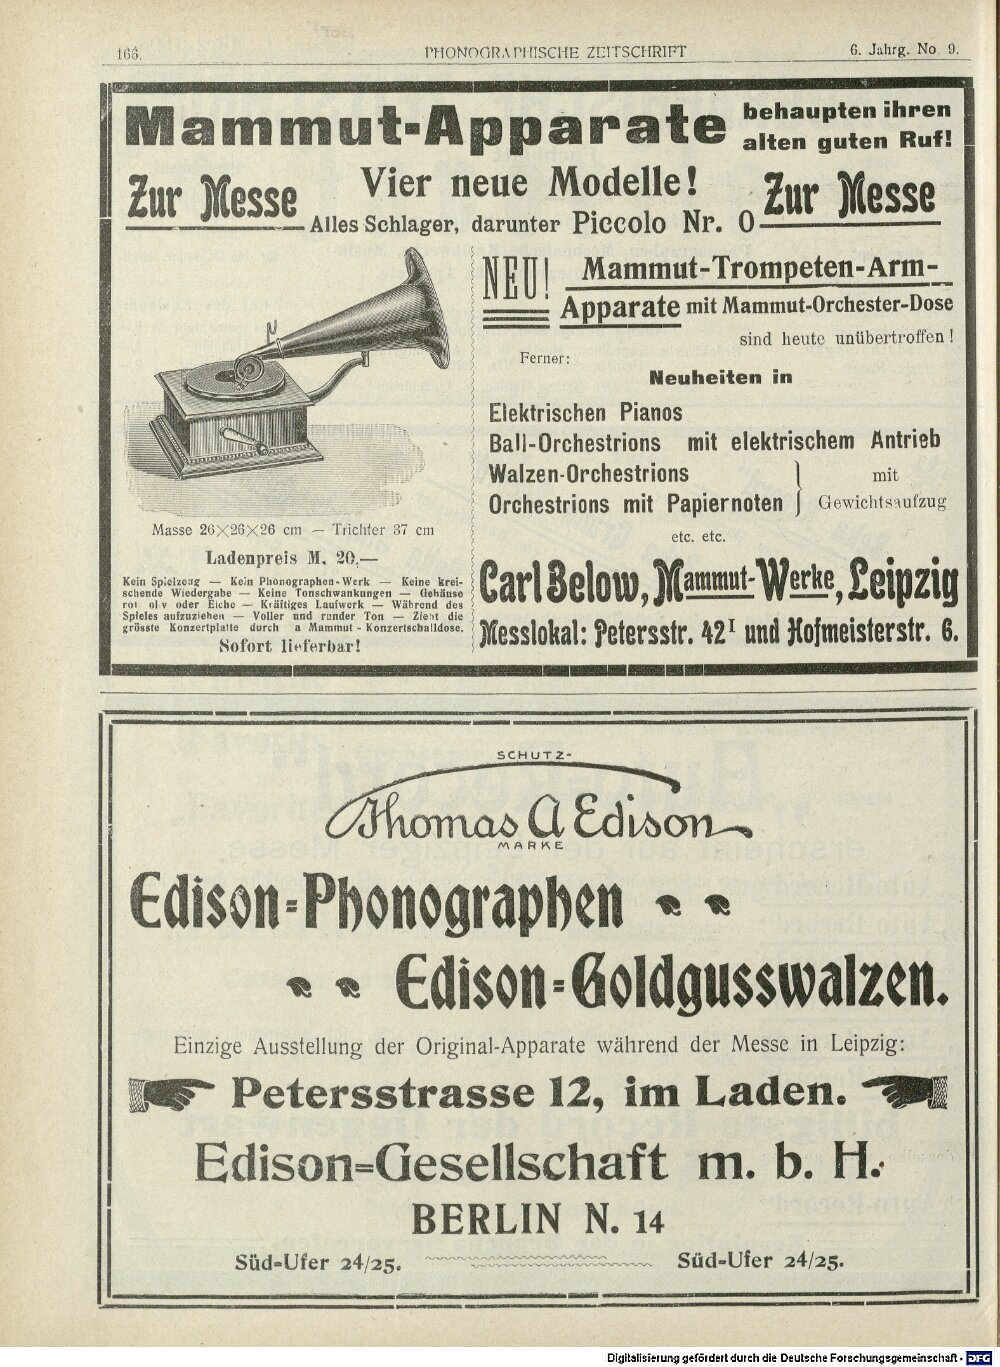 166.
PHONOGRAPHISCHE ZEITSCHRIFT
6. Jahrg. No. 9.
Mammut-Apparate
behaupten ihren
alten guten Ruf!
Zur Messe
Vier neue Modelle!
Alles Schlager, darunter Piccolo Nr. 0
Zur Messe
Masse 26×26×26 cm — Trichter 37 cm
Ladenpreis M. 20.—
Kein Spielzeug — Kein Phonographen-Werk — Keine krei-
schende Wiedergabe — Keine Tonschwankungen — Gehäuse
rot oliv oder Eiche — Kräftiges Laufwerk — Während des
Spieles aufzuziehen — Voller und runder Ton — Zieht die
grösste Konzertplatte durch a Mammut-Konzertschalldose.
Sofort lieferbar!
NEU!
Mammut-Trompeten-Arm-
Apparate mit Mammut-Orchester-Dose
sind heute unübertroffen!
Ferner:
Neuheiten in
Elektrischen Pianos
Ball-Orchestrions mit elektrischem Antrieb
Walzen-Orchestrions
Orchestrions mit Papiernoten
mit
Gewichtsaufzug
etc. etc.
Carl Below, Mammut-Werke, Leipzig
Messlokal: Petersstr. 42I und Hofmeisterstr. 6.
SCHUTZ-
Thomas A Edison
MARKE
Edison=Phonographen
Edison=Goldgusswalzen.
Einzige Ausstellung der Original-Apparate während der Messe in Leipzig:
Petersstrasse 12, im Laden.
Edison=Gesellschaft m. b. H.
BERLIN N. 14
Süd=Ufer 24/25.
Süd=Ufer 24/25.
Digitalisierung gefördert durch die Deutsche Forschungsgemeinschaft - DFG